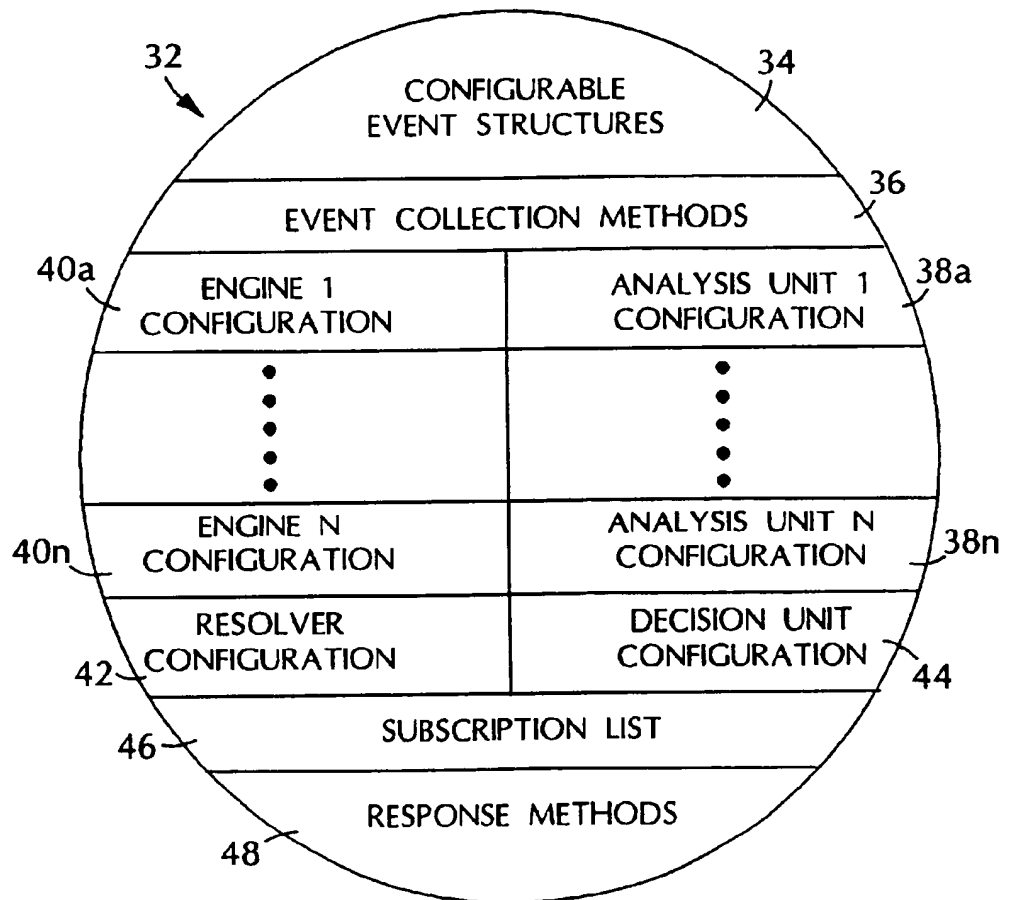 32
34
CONFIGURABLE
EVENT STRUCTURES
36
EVENT COLLECTION METHODS
40a
ENGINE 1
CONFIGURATION
ANALYSIS UNIT 1
CONFIGURATION
38a
ENGINE N
CONFIGURATION
40n
ANALYSIS UNIT N
CONFIGURATION
38n
RESOLVER
CONFIGURATION
42
DECISION UNIT
CONFIGURATION
44
46
SUBSCRIPTION LIST
RESPONSE METHODS
48